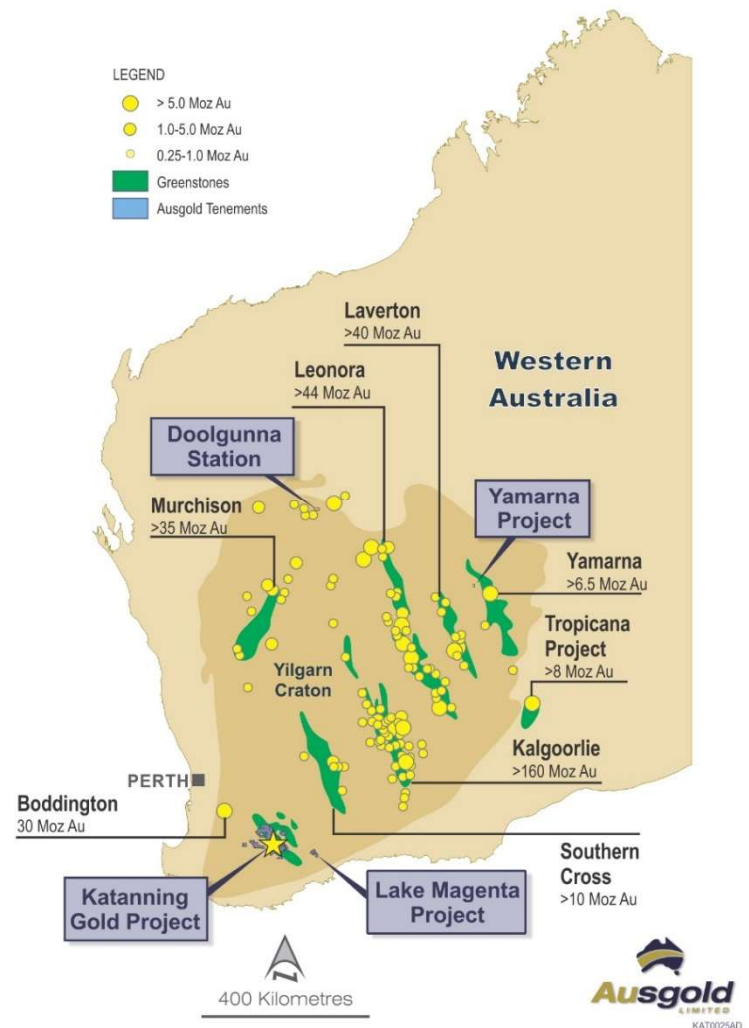 LEGEND
> 5.0 Moz Au
1.0-5.0 Moz Au
0.25-1.0 Moz Au
Greenstones
Ausgold Tenements
Laverton
>40 Moz Au
Leonora
>44 Moz Au
Western
Australia
Doolgunna
Station
Murchison
>35 Moz Au
Yamarna
Project
Yamarna
>6.5 Moz Au
Tropicana
Project
>8 Moz Au
Yilgarn
Craton
Kalgoorlie
>160 Moz Au
PERTH
Boddington
30 Moz Au
Southern
Cross
>10 Moz Au
Katanning
Gold Project
Lake Magenta
Project
N
400 Kilometres
Ausgold
LIMITED
KAT0025AD